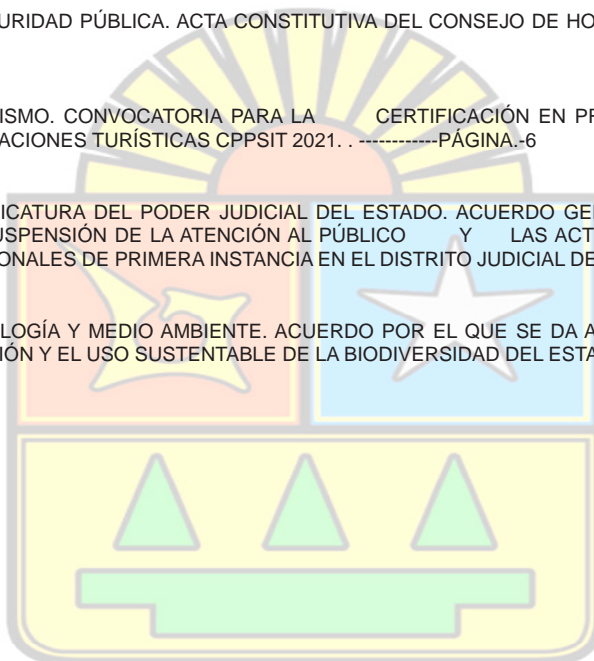 URIDAD PÚBLICA. ACTA CONSTITUTIVA DEL CONSEJO DE HO
ISMO. CONVOCATORIA PARA LA CERTIFICACIÓN EN PR
ACIONES TURÍSTICAS CPPSIT 2021. . ------------PÁGINA.-6
ICATURA DEL PODER JUDICIAL DEL ESTADO. ACUERDO GE
USPENSIÓN DE LA ATENCIÓN AL PÚBLICO Y LAS ACT
ONALES DE PRIMERA INSTANCIA EN EL DISTRITO JUDICIAL DE
LOGÍA Y MEDIO AMBIENTE. ACUERDO POR EL QUE SE DA A
IÓN Y EL USO SUSTENTABLE DE LA BIODIVERSIDAD DEL ESTA